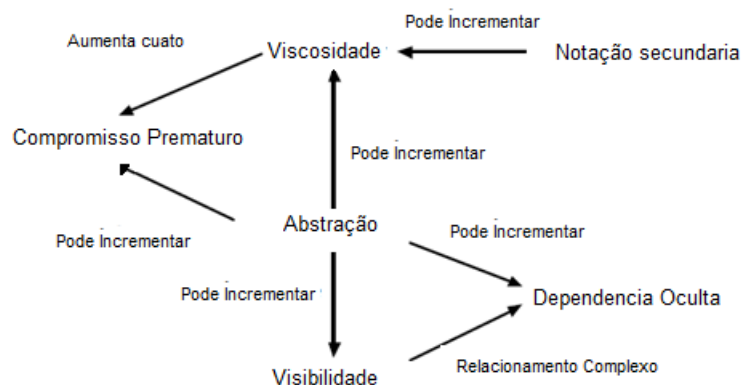 Pode Incrementar
Aumenta cuato
Viscosidade
Notação secundaria
Compromisso Prematuro
Pode Incrementar
Abstração
Pode Incrementar
Pode Incrementar
Pode Incrementar
Dependencia Oculta
Relacionamento Complexo
Visibilidade